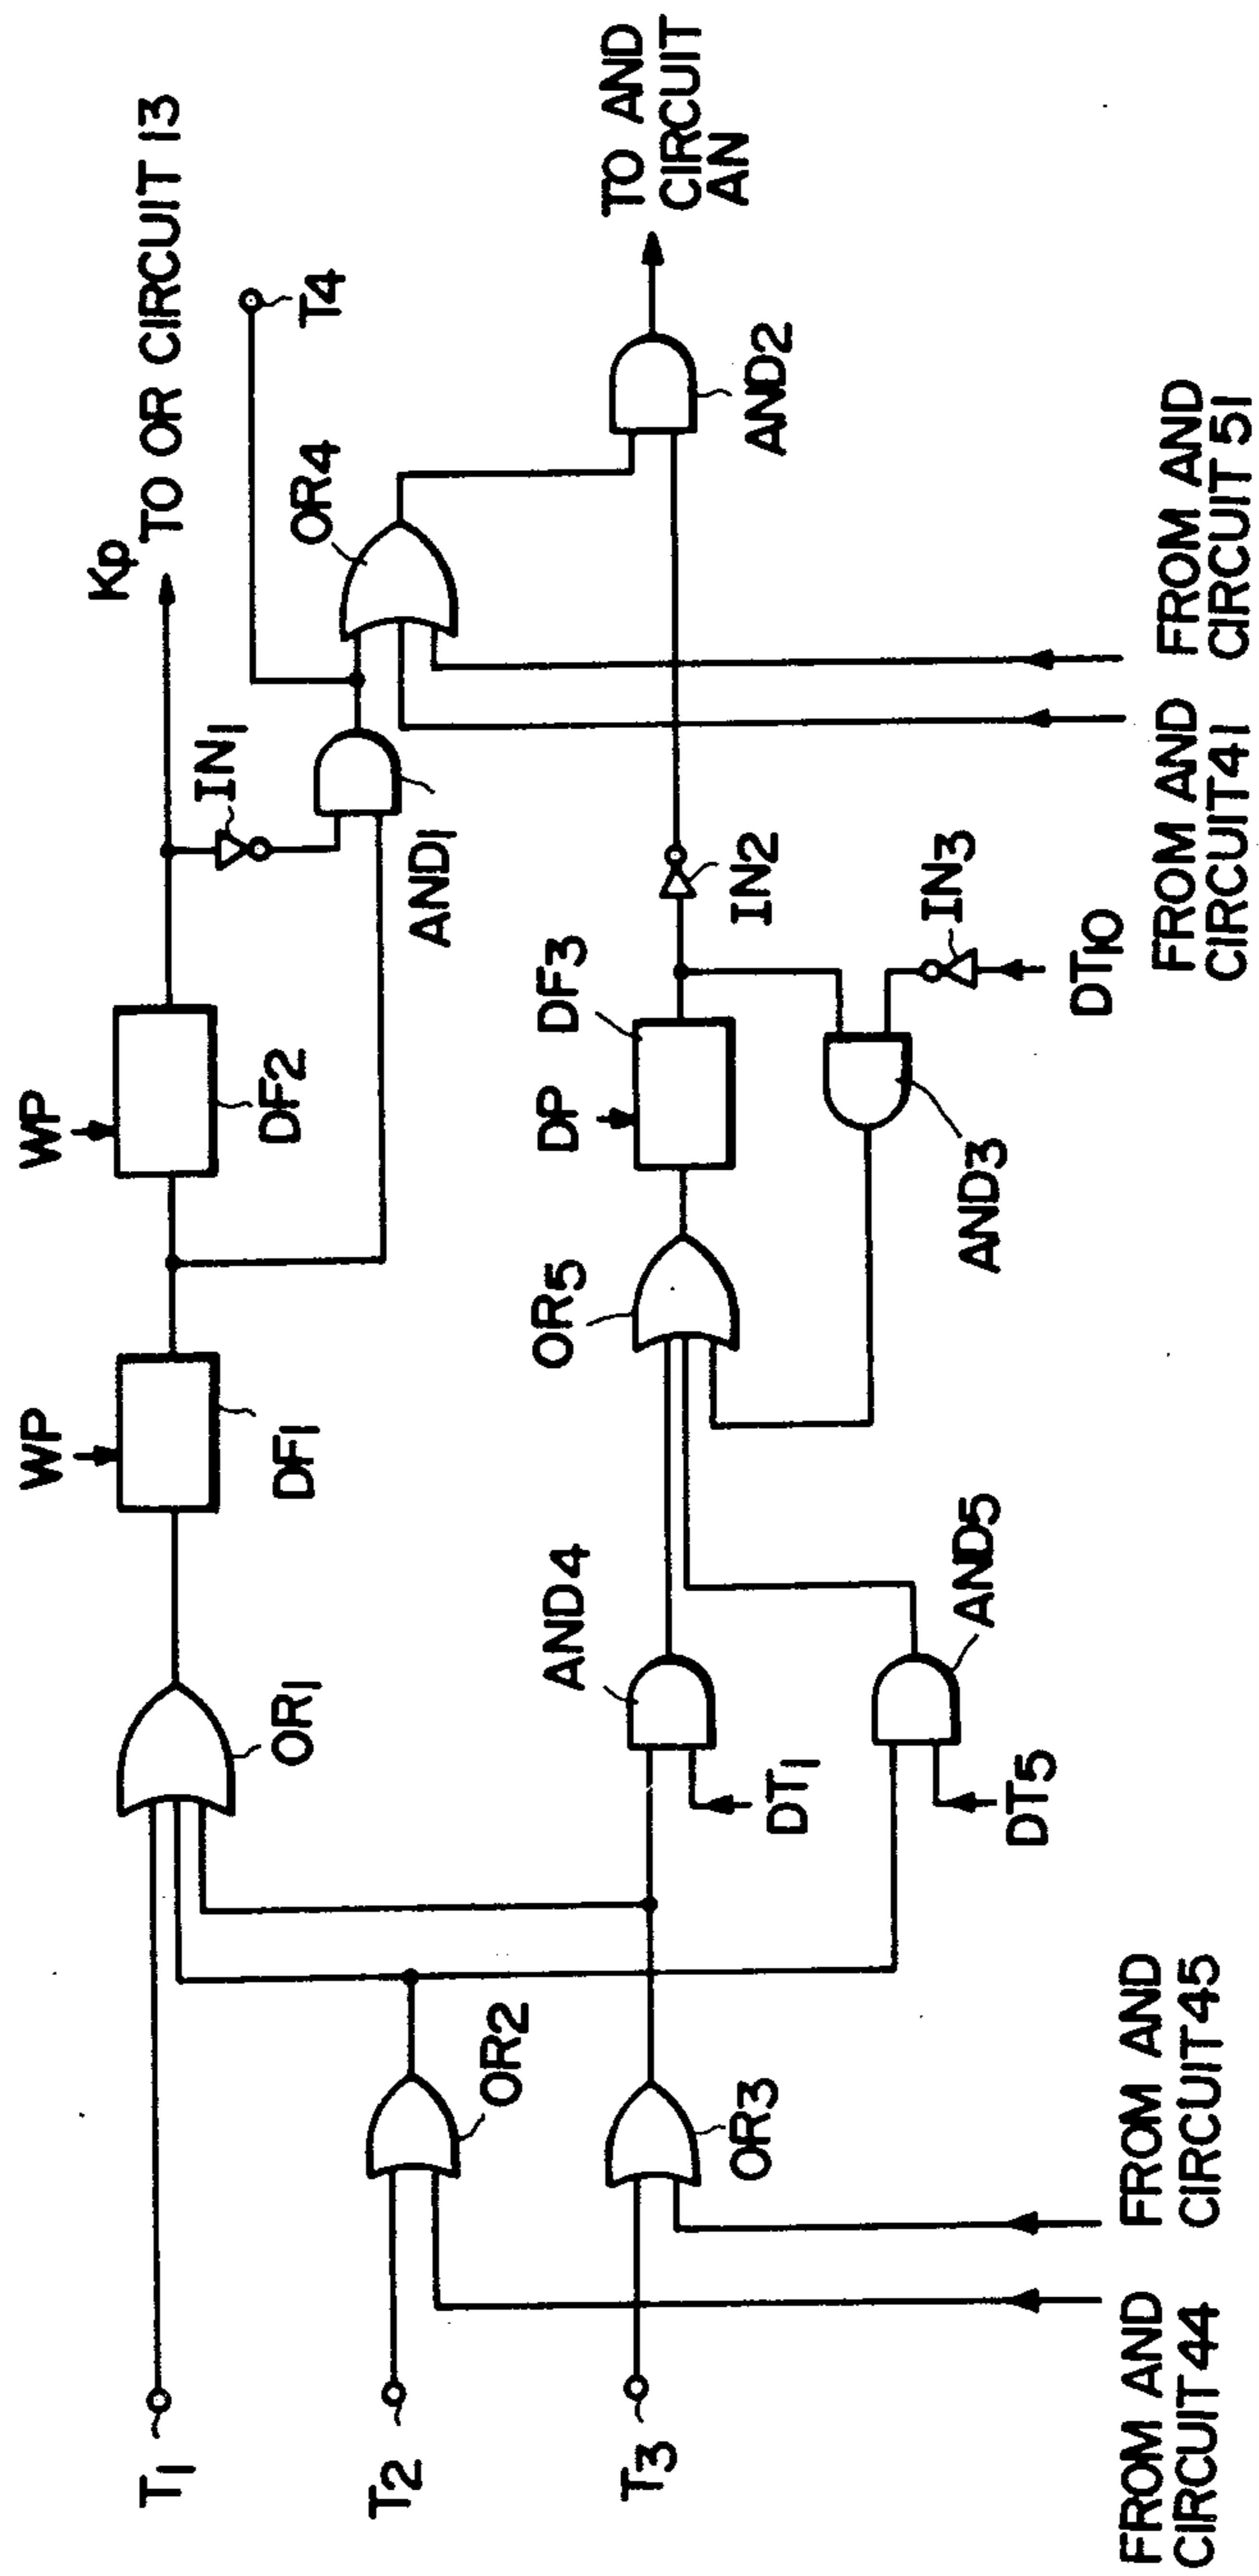 T1
T2
T3
FROM AND
CIRCUIT 44
FROM AND
CIRCUIT 45
OR2
OR3
OR1
DT1
DT5
AND4
AND5
WP
DF1
OR5
WP
DF2
DP
DF3
AND3
DT10
IN3
IN2
AND1
IN1
Kp
TO OR CIRCUIT 13
OR4
T4
FROM AND
CIRCUIT 41
FROM AND
CIRCUIT 51
AND2
TO AND
CIRCUIT
AN